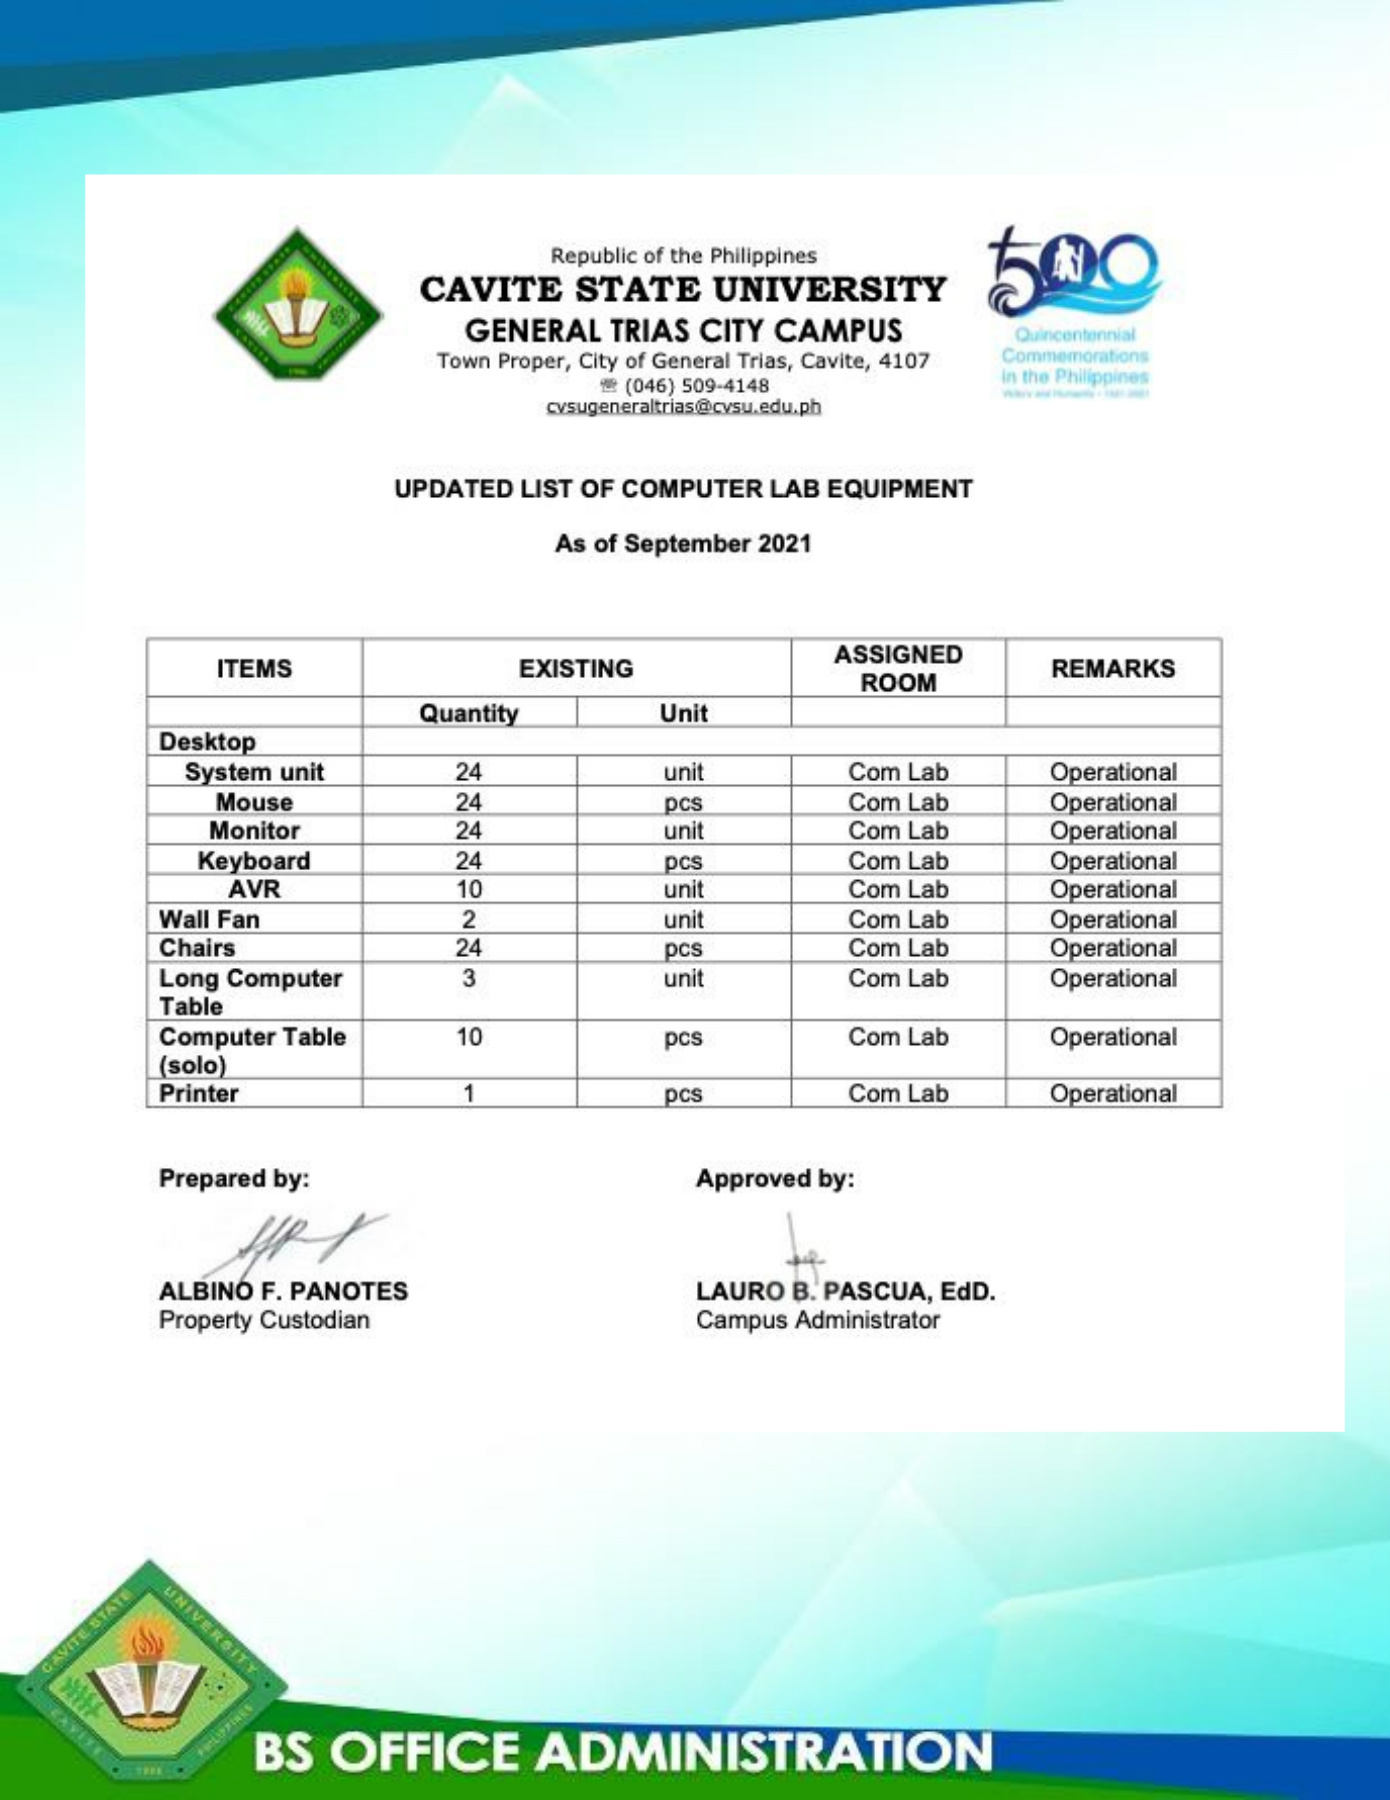 Republic of the Philippines
CAVITE STATE UNIVERSITY
GENERAL TRIAS CITY CAMPUS
Town Proper, City of General Trias, Cavite, 4107
☏ (046) 509-4148
cvsugeneraltrias@cvsu.edu.ph
500
Quincentennial
Commemorations
in the Philippines
UPDATED LIST OF COMPUTER LAB EQUIPMENT
As of September 2021
ITEMS EXISTING ASSIGNED ROOM REMARKS
Quantity Unit
Desktop
System unit 24 unit Com Lab Operational
Mouse 24 pcs Com Lab Operational
Monitor 24 unit Com Lab Operational
Keyboard 24 pcs Com Lab Operational
AVR 10 unit Com Lab Operational
Wall Fan 2 unit Com Lab Operational
Chairs 24 pcs Com Lab Operational
Long Computer Table 3 unit Com Lab Operational
Computer Table (solo) 10 pcs Com Lab Operational
Printer 1 pcs Com Lab Operational
Prepared by: Approved by:
ALBINO F. PANOTES LAURO B. PASCUA, EdD.
Property Custodian Campus Administrator
CAVITE STATE UNIVERSITY
CAVITE PHILIPPINES
BS OFFICE ADMINISTRATION